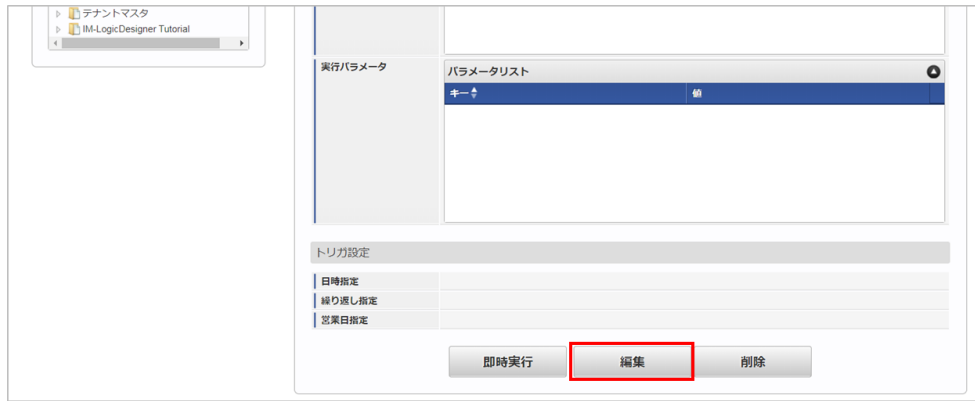 テナントマスタ
IM-LogicDesigner Tutorial
実行パラメータ
パラメータリスト
キー 値
トリガ設定
日時指定
繰り返し指定
営業日指定
即時実行 編集 削除